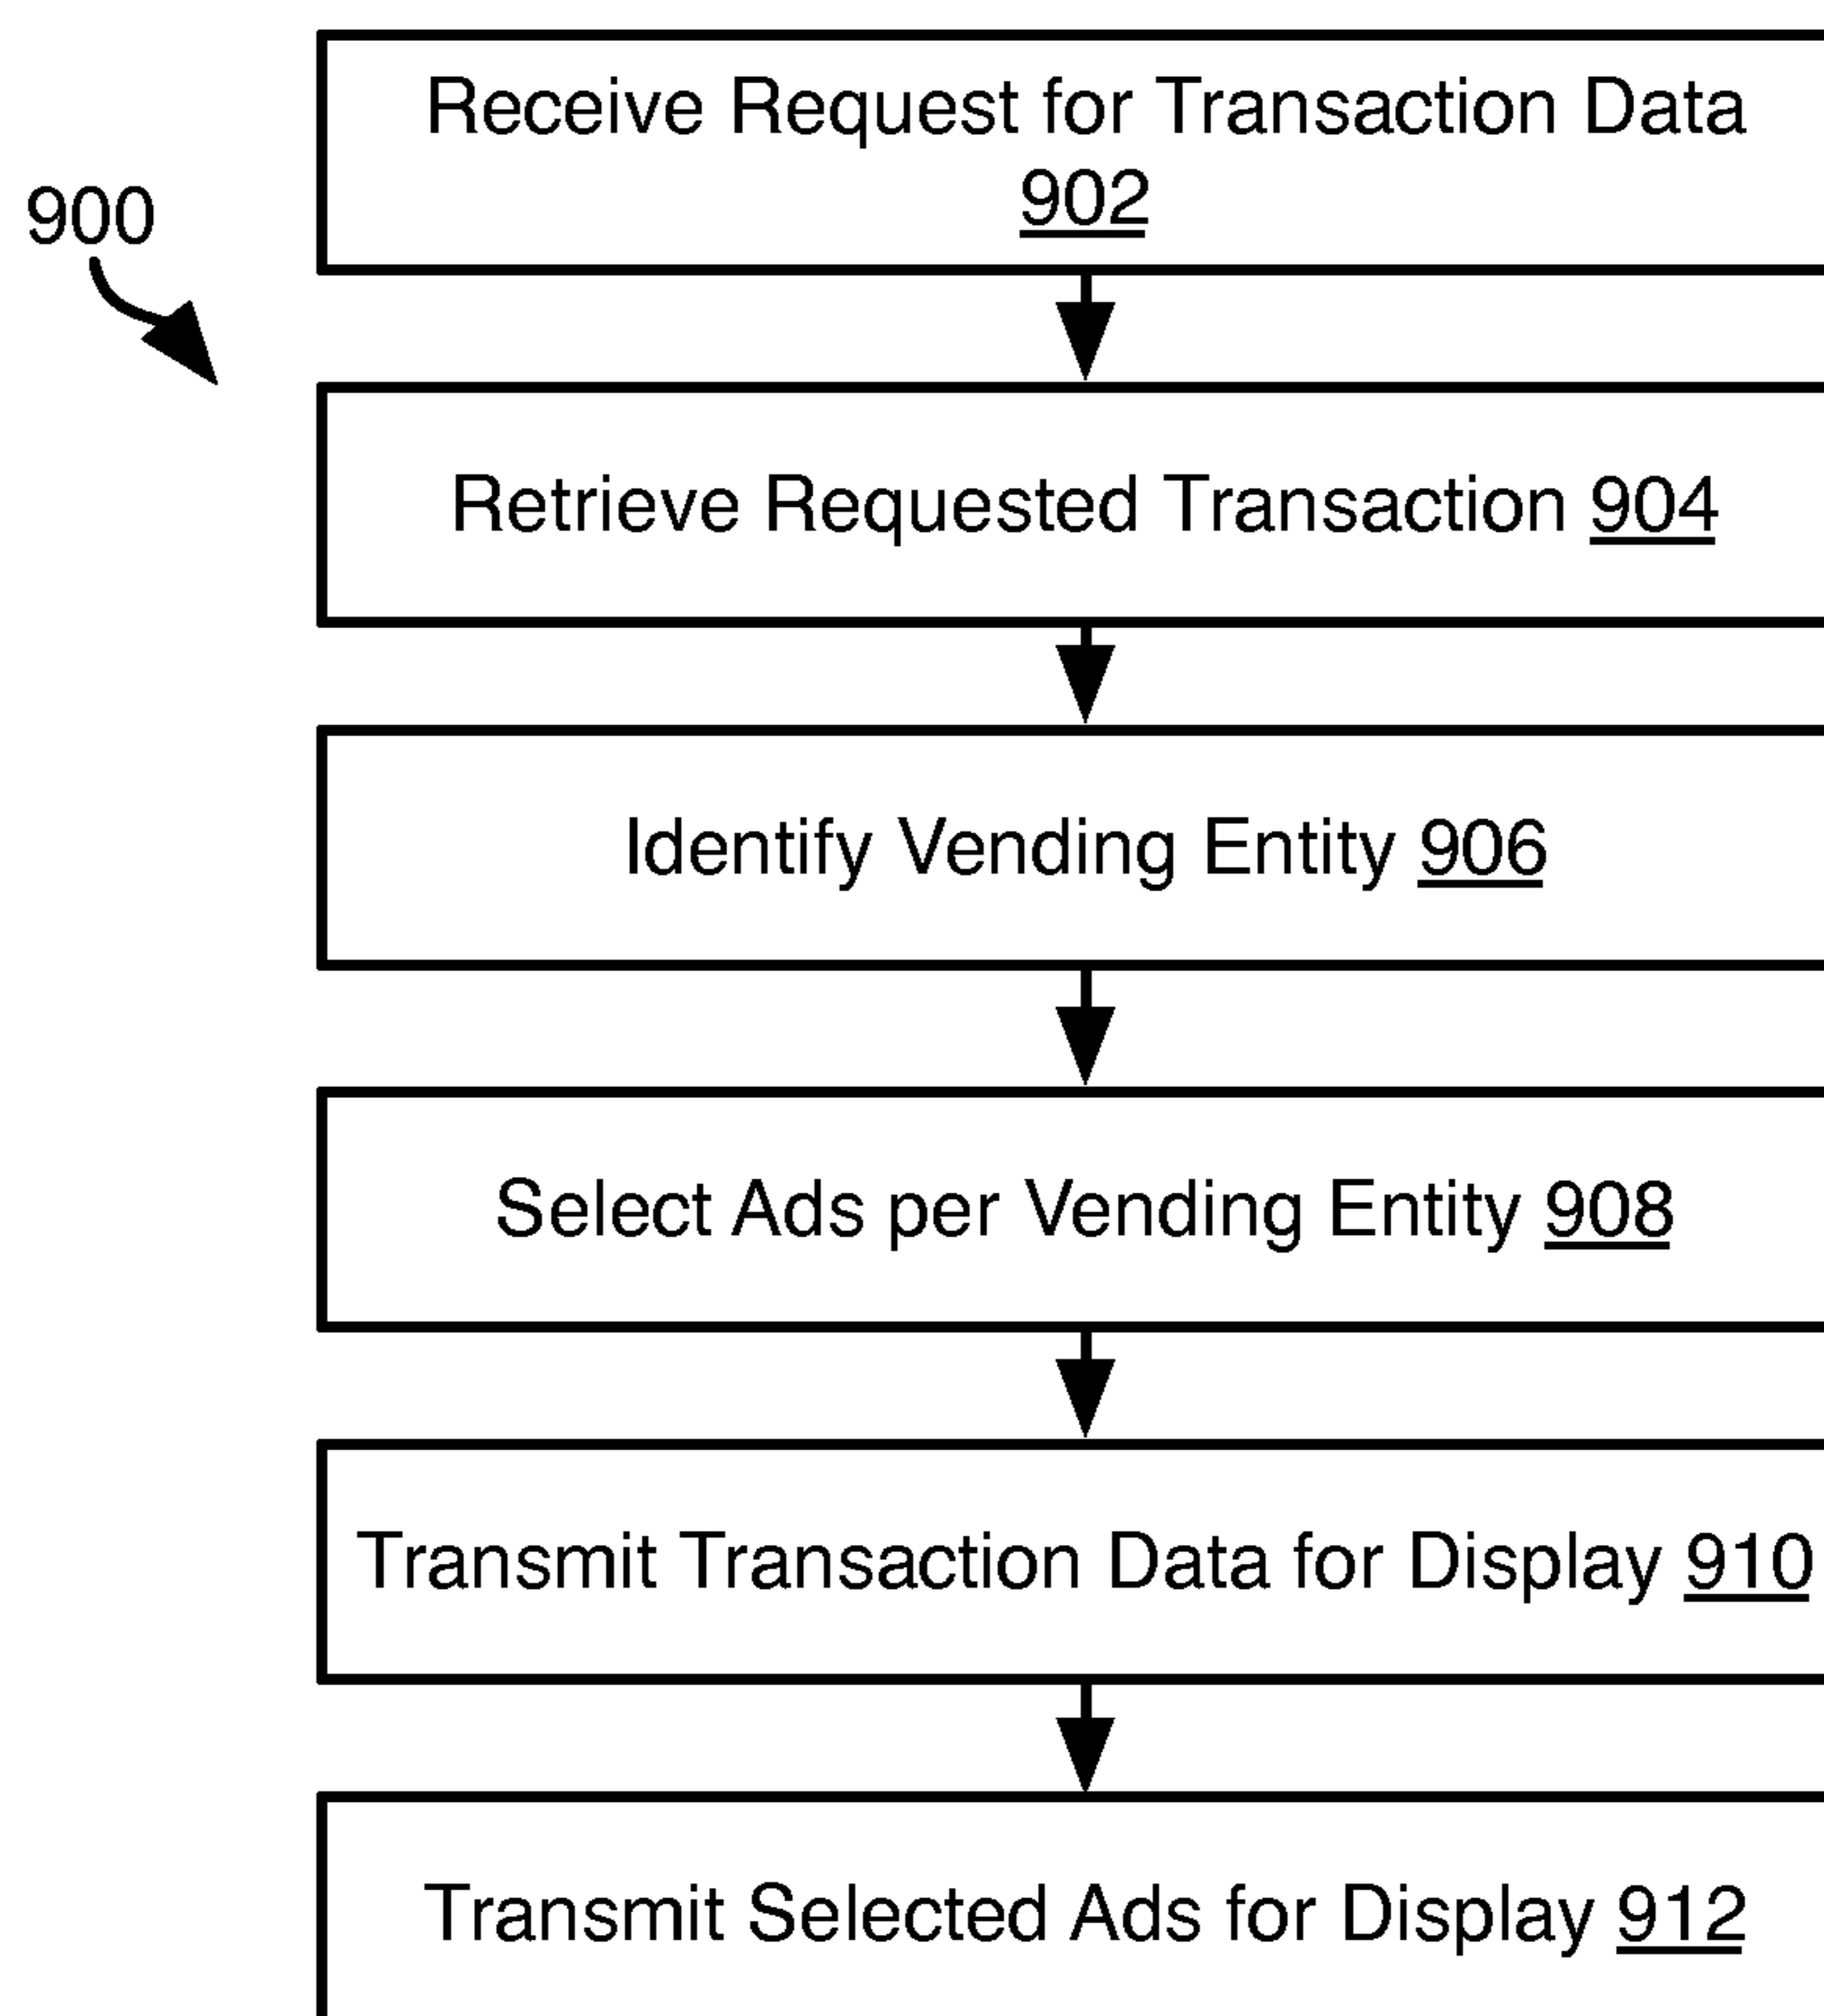 Receive Request for Transaction Data
902
900
Retrieve Requested Transaction 904
Identify Vending Entity 906
Select Ads per Vending Entity 908
Transmit Transaction Data for Display 910
Transmit Selected Ads for Display 912